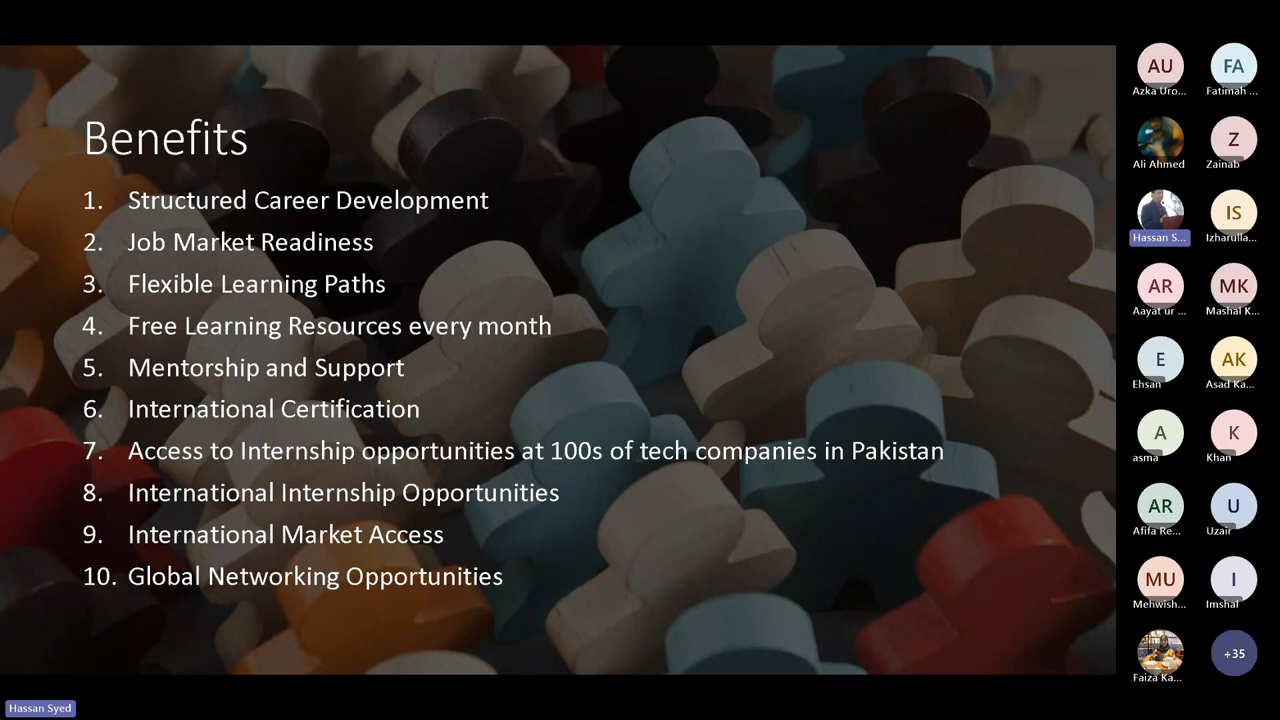 Benefits
1. Structured Career Development
2. Job Market Readiness
3. Flexible Learning Paths
4. Free Learning Resources every month
5. Mentorship and Support
6. International Certification
7. Access to Internship opportunities at 100s of tech companies in Pakistan
8. International Internship Opportunities
9. International Market Access
10. Global Networking Opportunities
AU FA
Azka Uro... Fatimah ...
Z
Ali Ahmed Zainab
IS
Hassan S... Izharulla...
AR MK
Aayat ur ... Mashal K...
E AK
Ehsan Asad Ka...
A K
asma Khan
AR U
Afifa Re... Uzair
MU I
Mehwish... Imshal
+35
Faiza Ka...
Hassan Syed